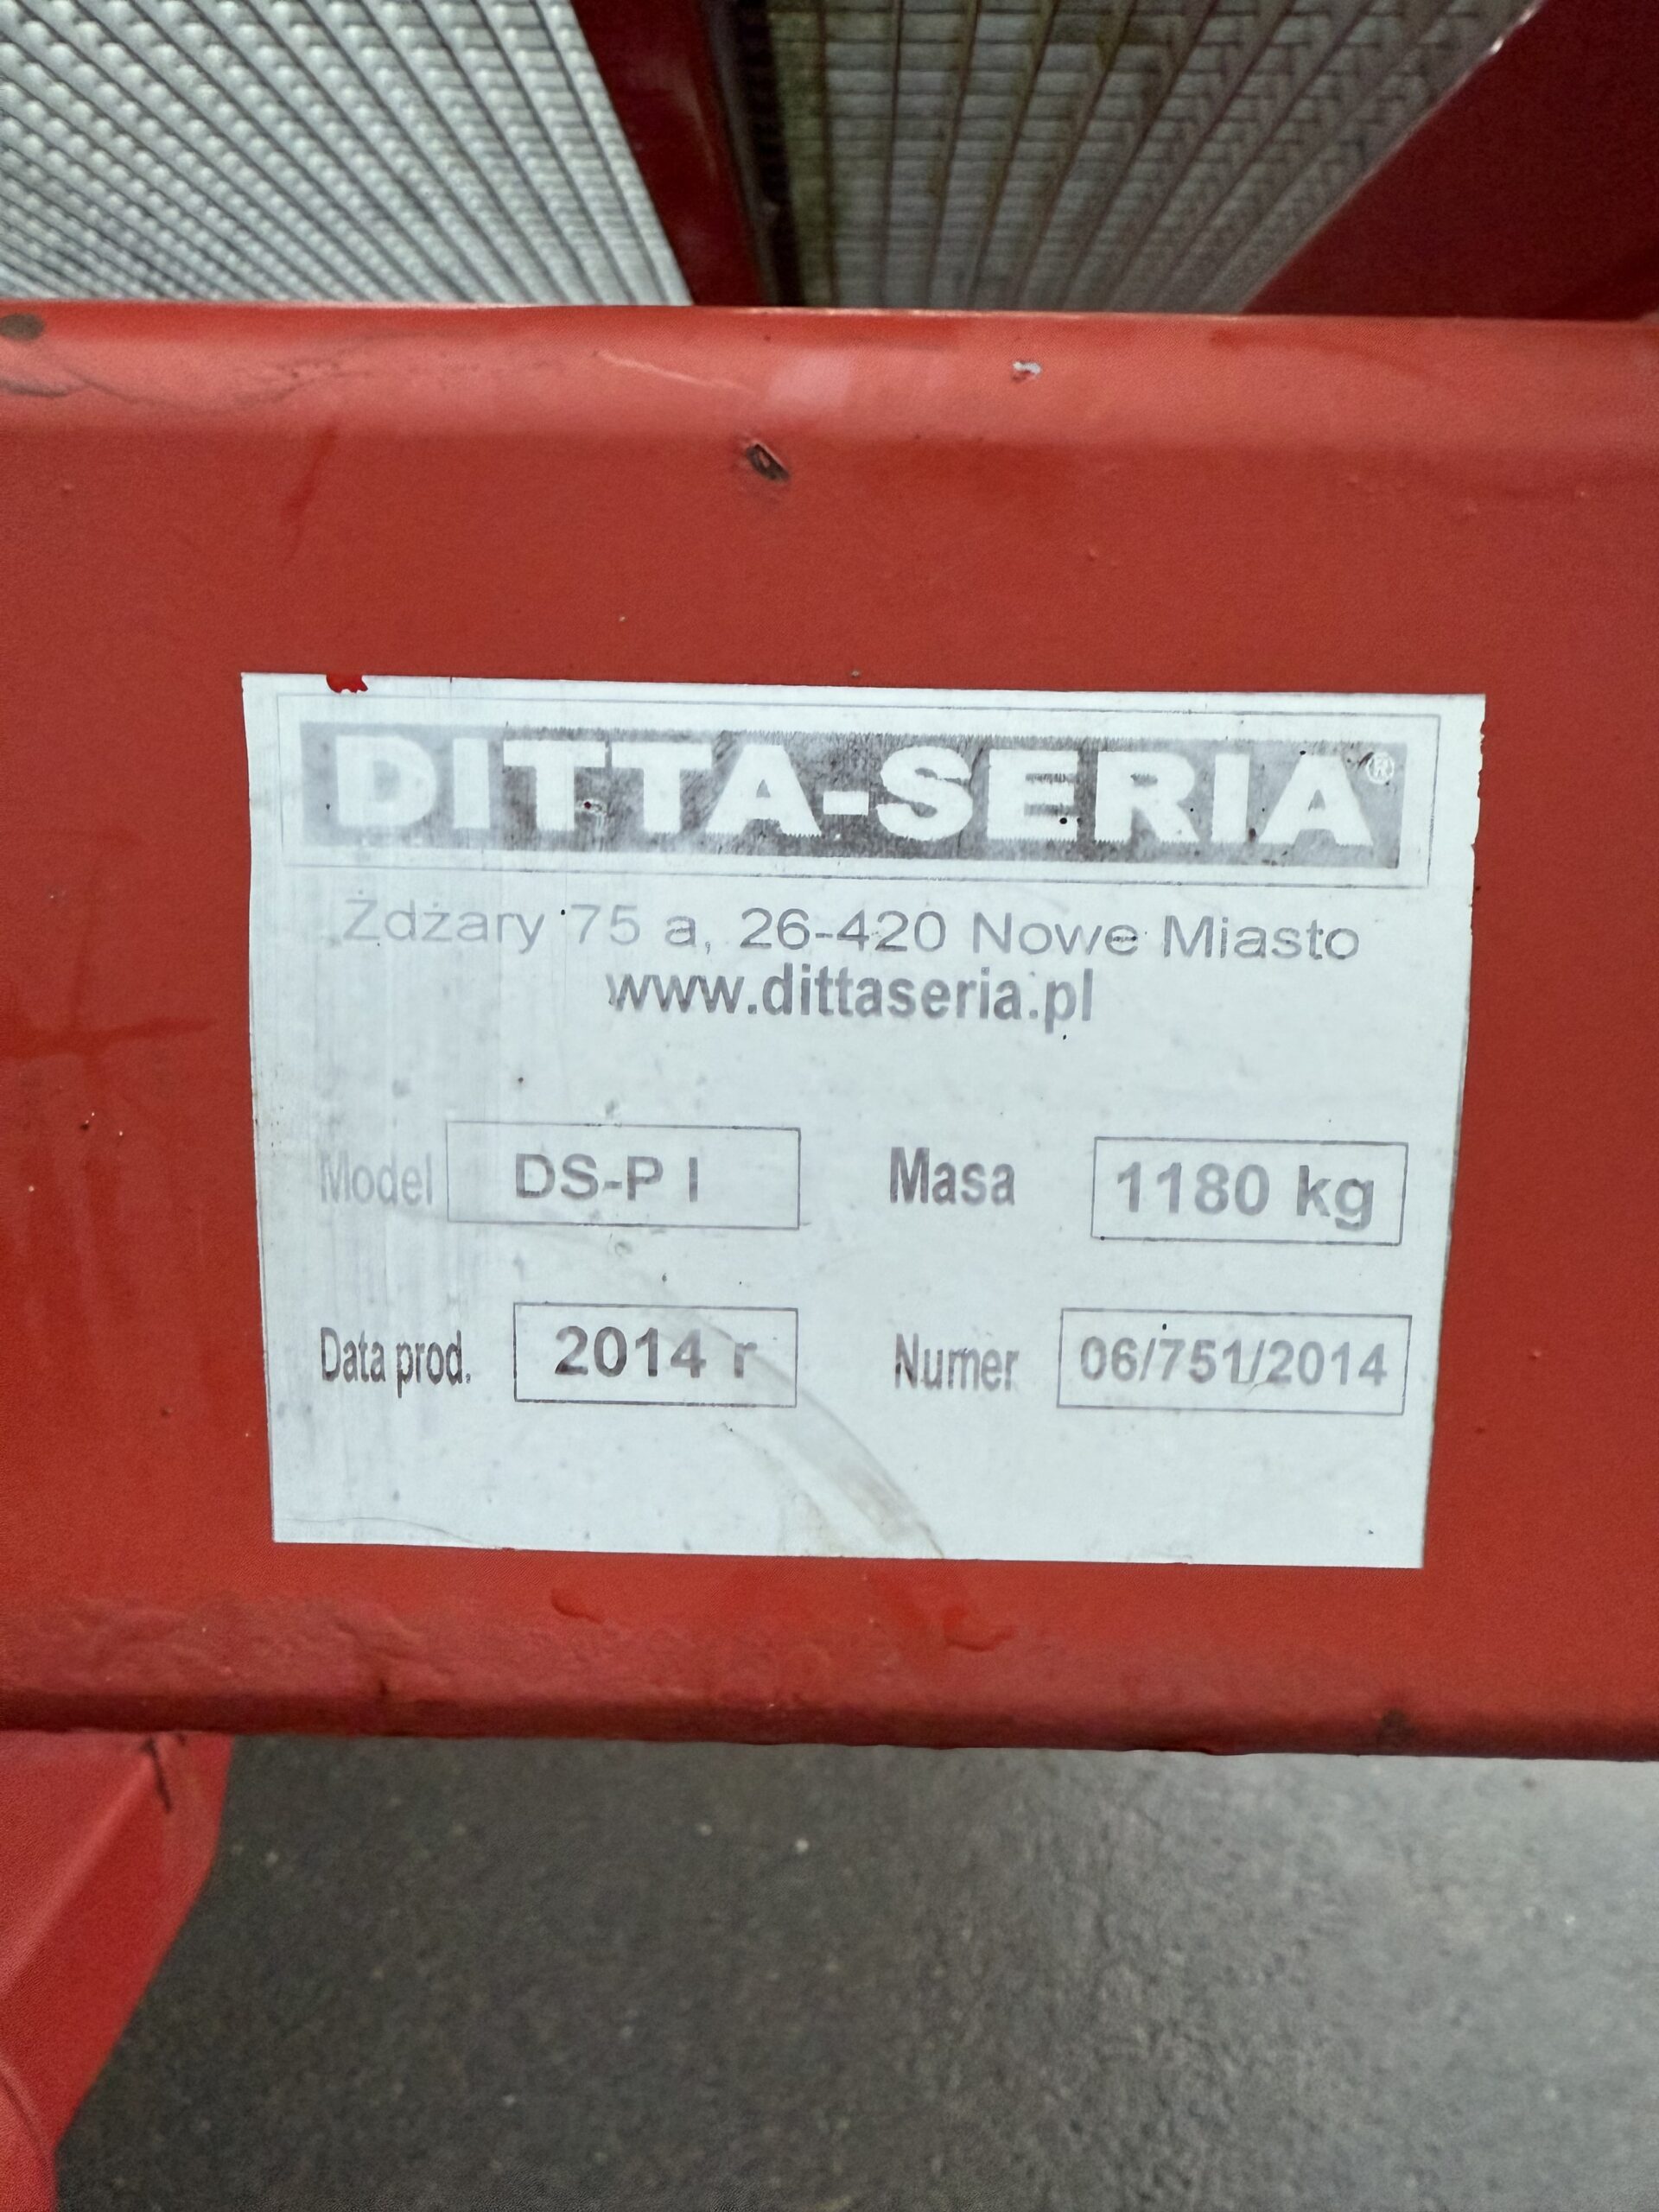 DITTA-SERIA®
Żdżary 75 a, 26-420 Nowe Miasto
www.dittaseria.pl
Model DS-P I Masa 1180 kg
Data prod. 2014 r Numer 06/751/2014